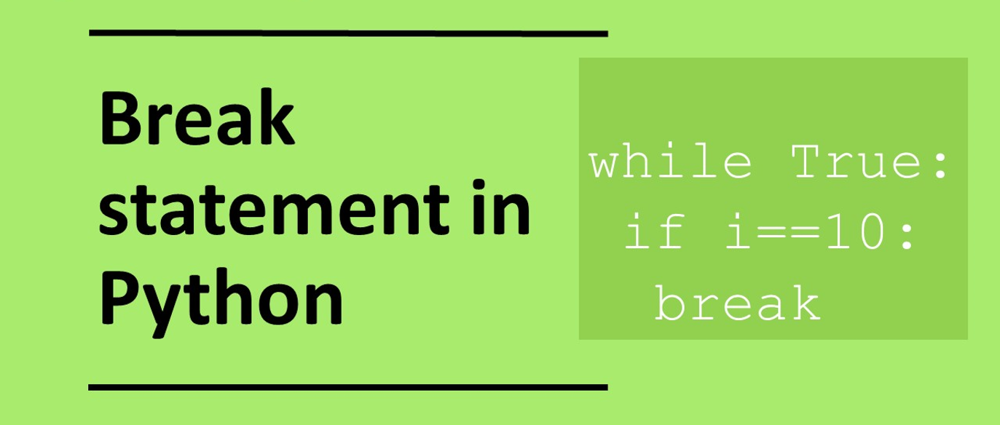 Break
statement in
Python
while True:
if i==10:
break